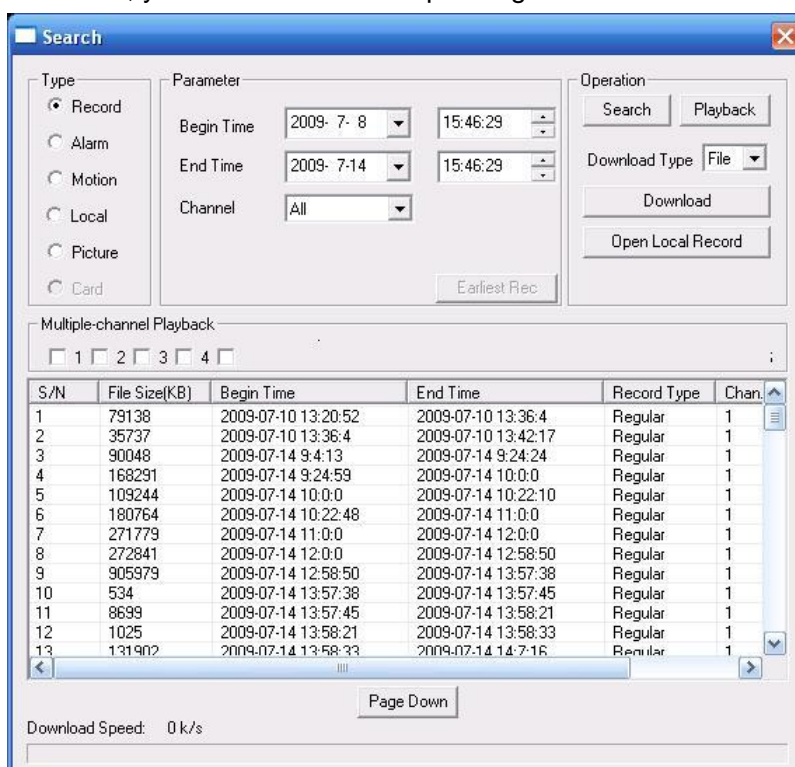 Search
Type
Record
Alarm
Motion
Local
Picture
Card
Parameter
Begin Time 2009- 7- 8 15:46:29
End Time 2009- 7-14 15:46:29
Channel All
Earliest Rec
Operation
Search Playback
Download Type File
Download
Open Local Record
Multiple-channel Playback
1 2 3 4
S/N File Size(KB) Begin Time End Time Record Type Chan.
1 79138 2009-07-10 13:20:52 2009-07-10 13:36:4 Regular 1
2 35737 2009-07-10 13:36:4 2009-07-10 13:42:17 Regular 1
3 90048 2009-07-14 9:4:13 2009-07-14 9:24:24 Regular 1
4 168291 2009-07-14 9:24:59 2009-07-14 10:0:0 Regular 1
5 109244 2009-07-14 10:0:0 2009-07-14 10:22:10 Regular 1
6 180764 2009-07-14 10:22:48 2009-07-14 11:0:0 Regular 1
7 271779 2009-07-14 11:0:0 2009-07-14 12:0:0 Regular 1
8 272841 2009-07-14 12:0:0 2009-07-14 12:58:50 Regular 1
9 905979 2009-07-14 12:58:50 2009-07-14 13:57:38 Regular 1
10 534 2009-07-14 13:57:38 2009-07-14 13:57:45 Regular 1
11 8699 2009-07-14 13:57:45 2009-07-14 13:58:21 Regular 1
12 1025 2009-07-14 13:58:21 2009-07-14 13:58:33 Regular 1
13 131902 2009-07-14 13:58:33 2009-07-14 14:7:16 Regular 1
Page Down
Download Speed: 0 k/s